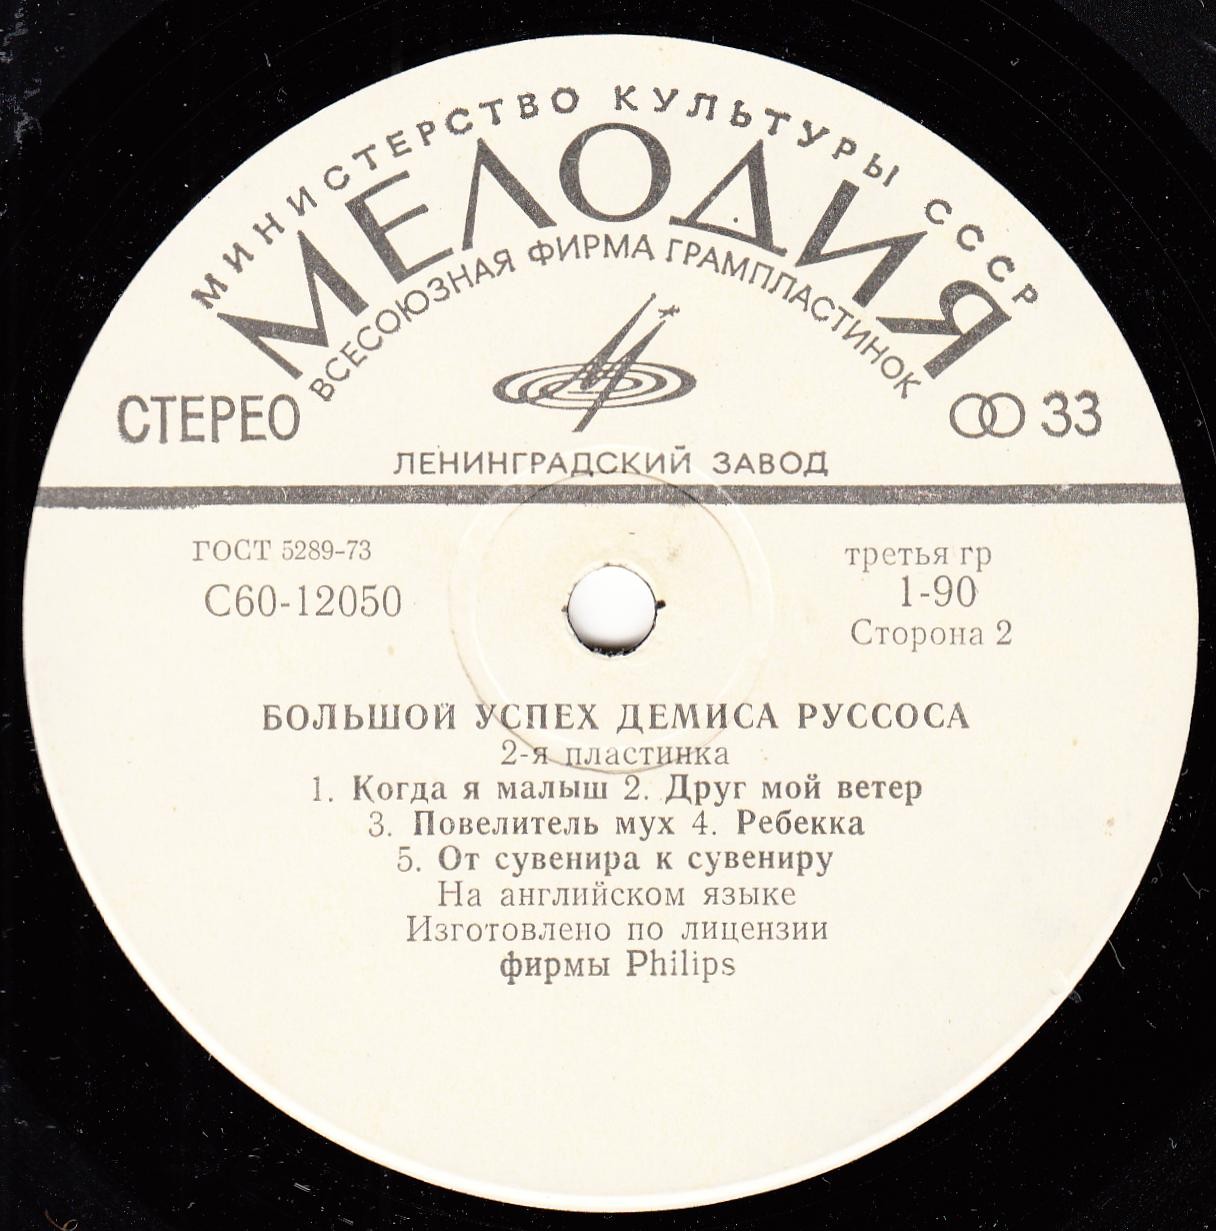 МИНИСТЕРСТВО КУЛЬТУРЫ СССР
МЕЛОДИЯ
ВСЕСОЮЗНАЯ ФИРМА ГРАМПЛАСТИНОК
СТЕРЕО
33
ЛЕНИНГРАДСКИЙ ЗАВОД
ГОСТ 5289-73
С60-12050
третья гр
1-90
Сторона 2
БОЛЬШОЙ УСПЕХ ДЕМИСА РУССОСА
2-я пластинка
1. Когда я малыш 2. Друг мой ветер
3. Повелитель мух 4. Ребекка
5. От сувенира к сувениру
На английском языке
Изготовлено по лицензии
фирмы Philips